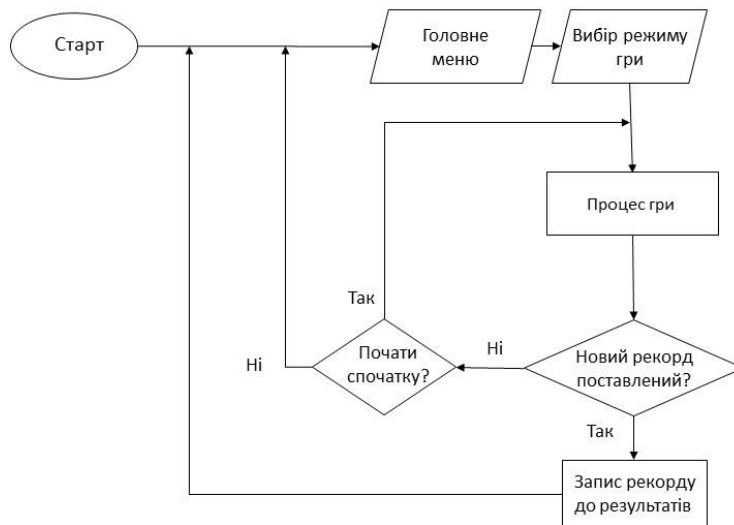 Старт
Головне
меню
Вибір режиму
гри
Процес гри
Так
Ні
Почати
спочатку?
Ні
Новий рекорд
поставлений?
Так
Запис рекорду
до результатів